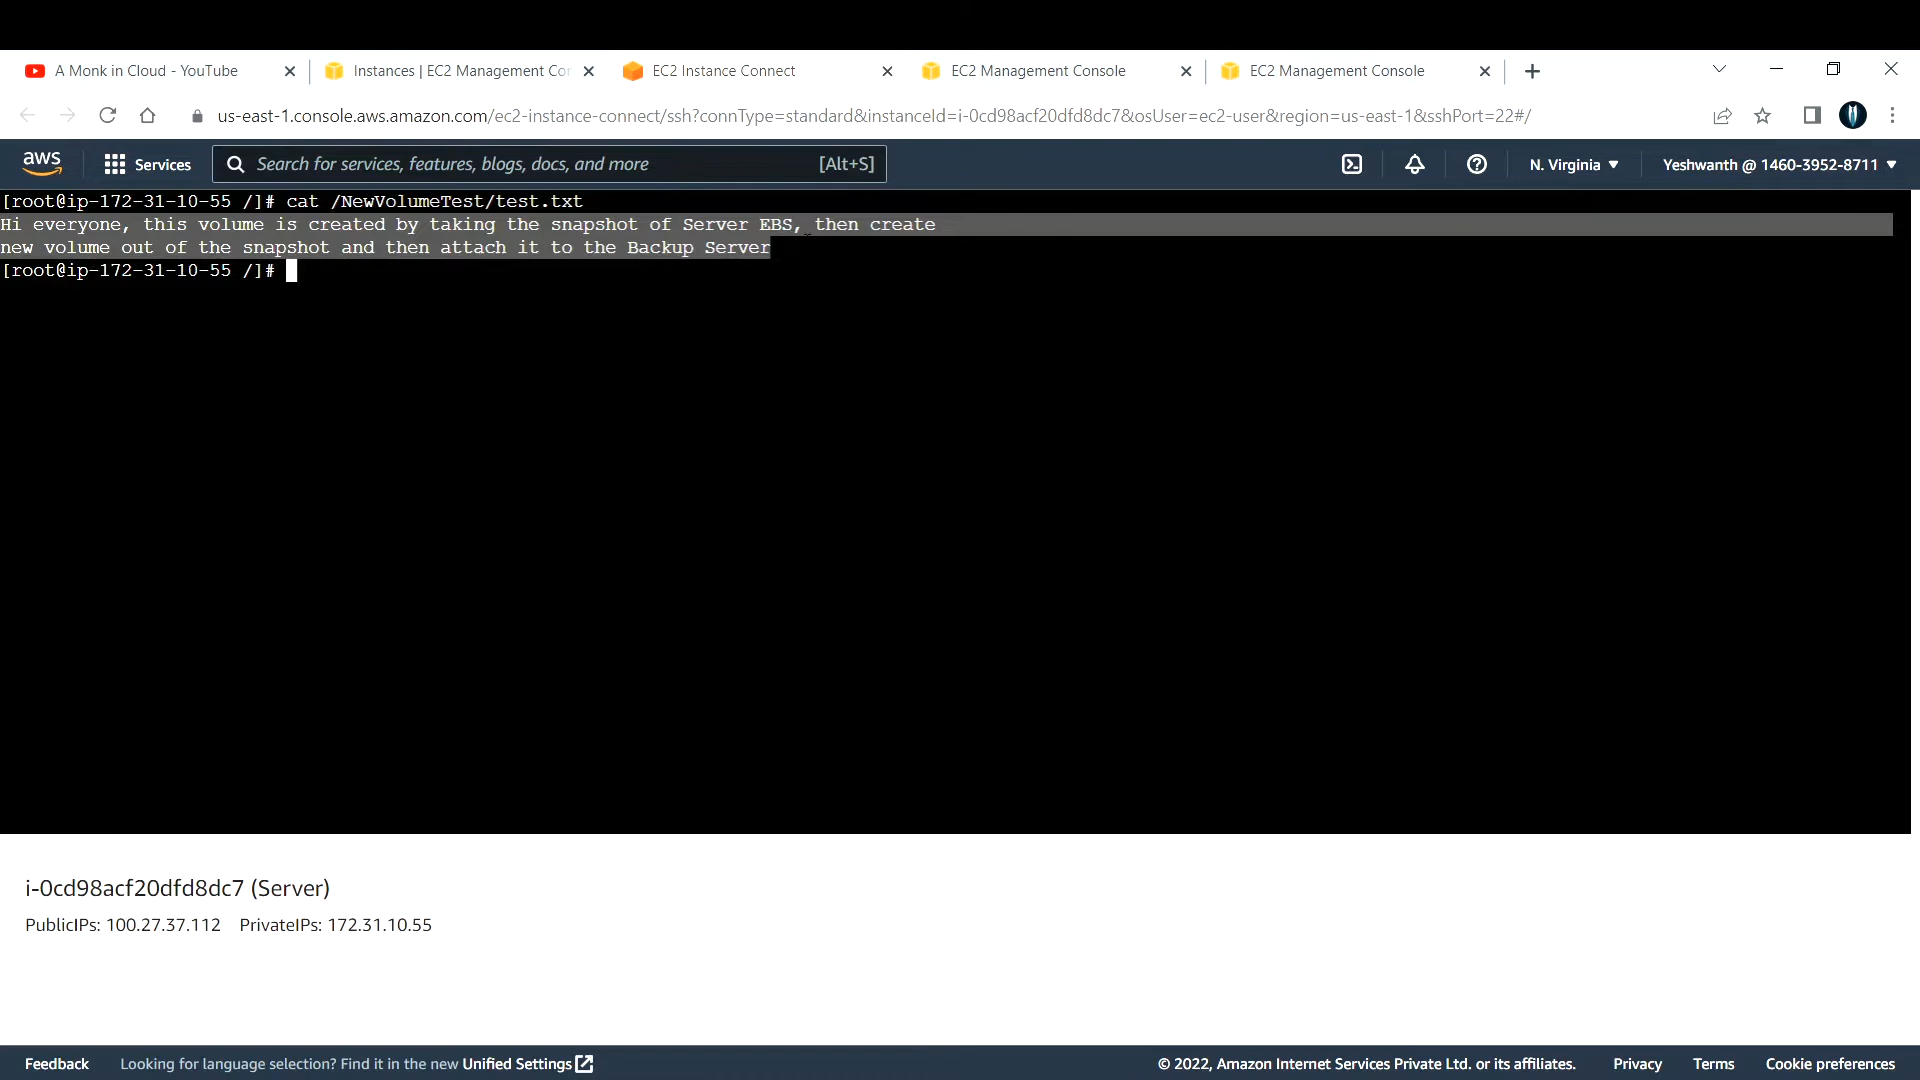 A Monk in Cloud - YouTube
Instances | EC2 Management Cor
EC2 Instance Connect
EC2 Management Console
EC2 Management Console
us-east-1.console.aws.amazon.com/ec2-instance-connect/ssh?connType=standard&instanceId=i-0cd98acf20dfd8dc7&osUser=ec2-user&region=us-east-1&sshPort=22#/
aws
Services
Search for services, features, blogs, docs, and more
[Alt+S]
N. Virginia
Yeshwanth @ 1460-3952-8711
[root@ip-172-31-10-55 /]# cat /NewVolumeTest/test.txt
Hi everyone, this volume is created by taking the snapshot of Server EBS, then create
new volume out of the snapshot and then attach it to the Backup Server
[root@ip-172-31-10-55 /]#
i-0cd98acf20dfd8dc7 (Server)
PublicIPs: 100.27.37.112 PrivateIPs: 172.31.10.55
Feedback
Looking for language selection? Find it in the new Unified Settings
© 2022, Amazon Internet Services Private Ltd. or its affiliates.
Privacy
Terms
Cookie preferences